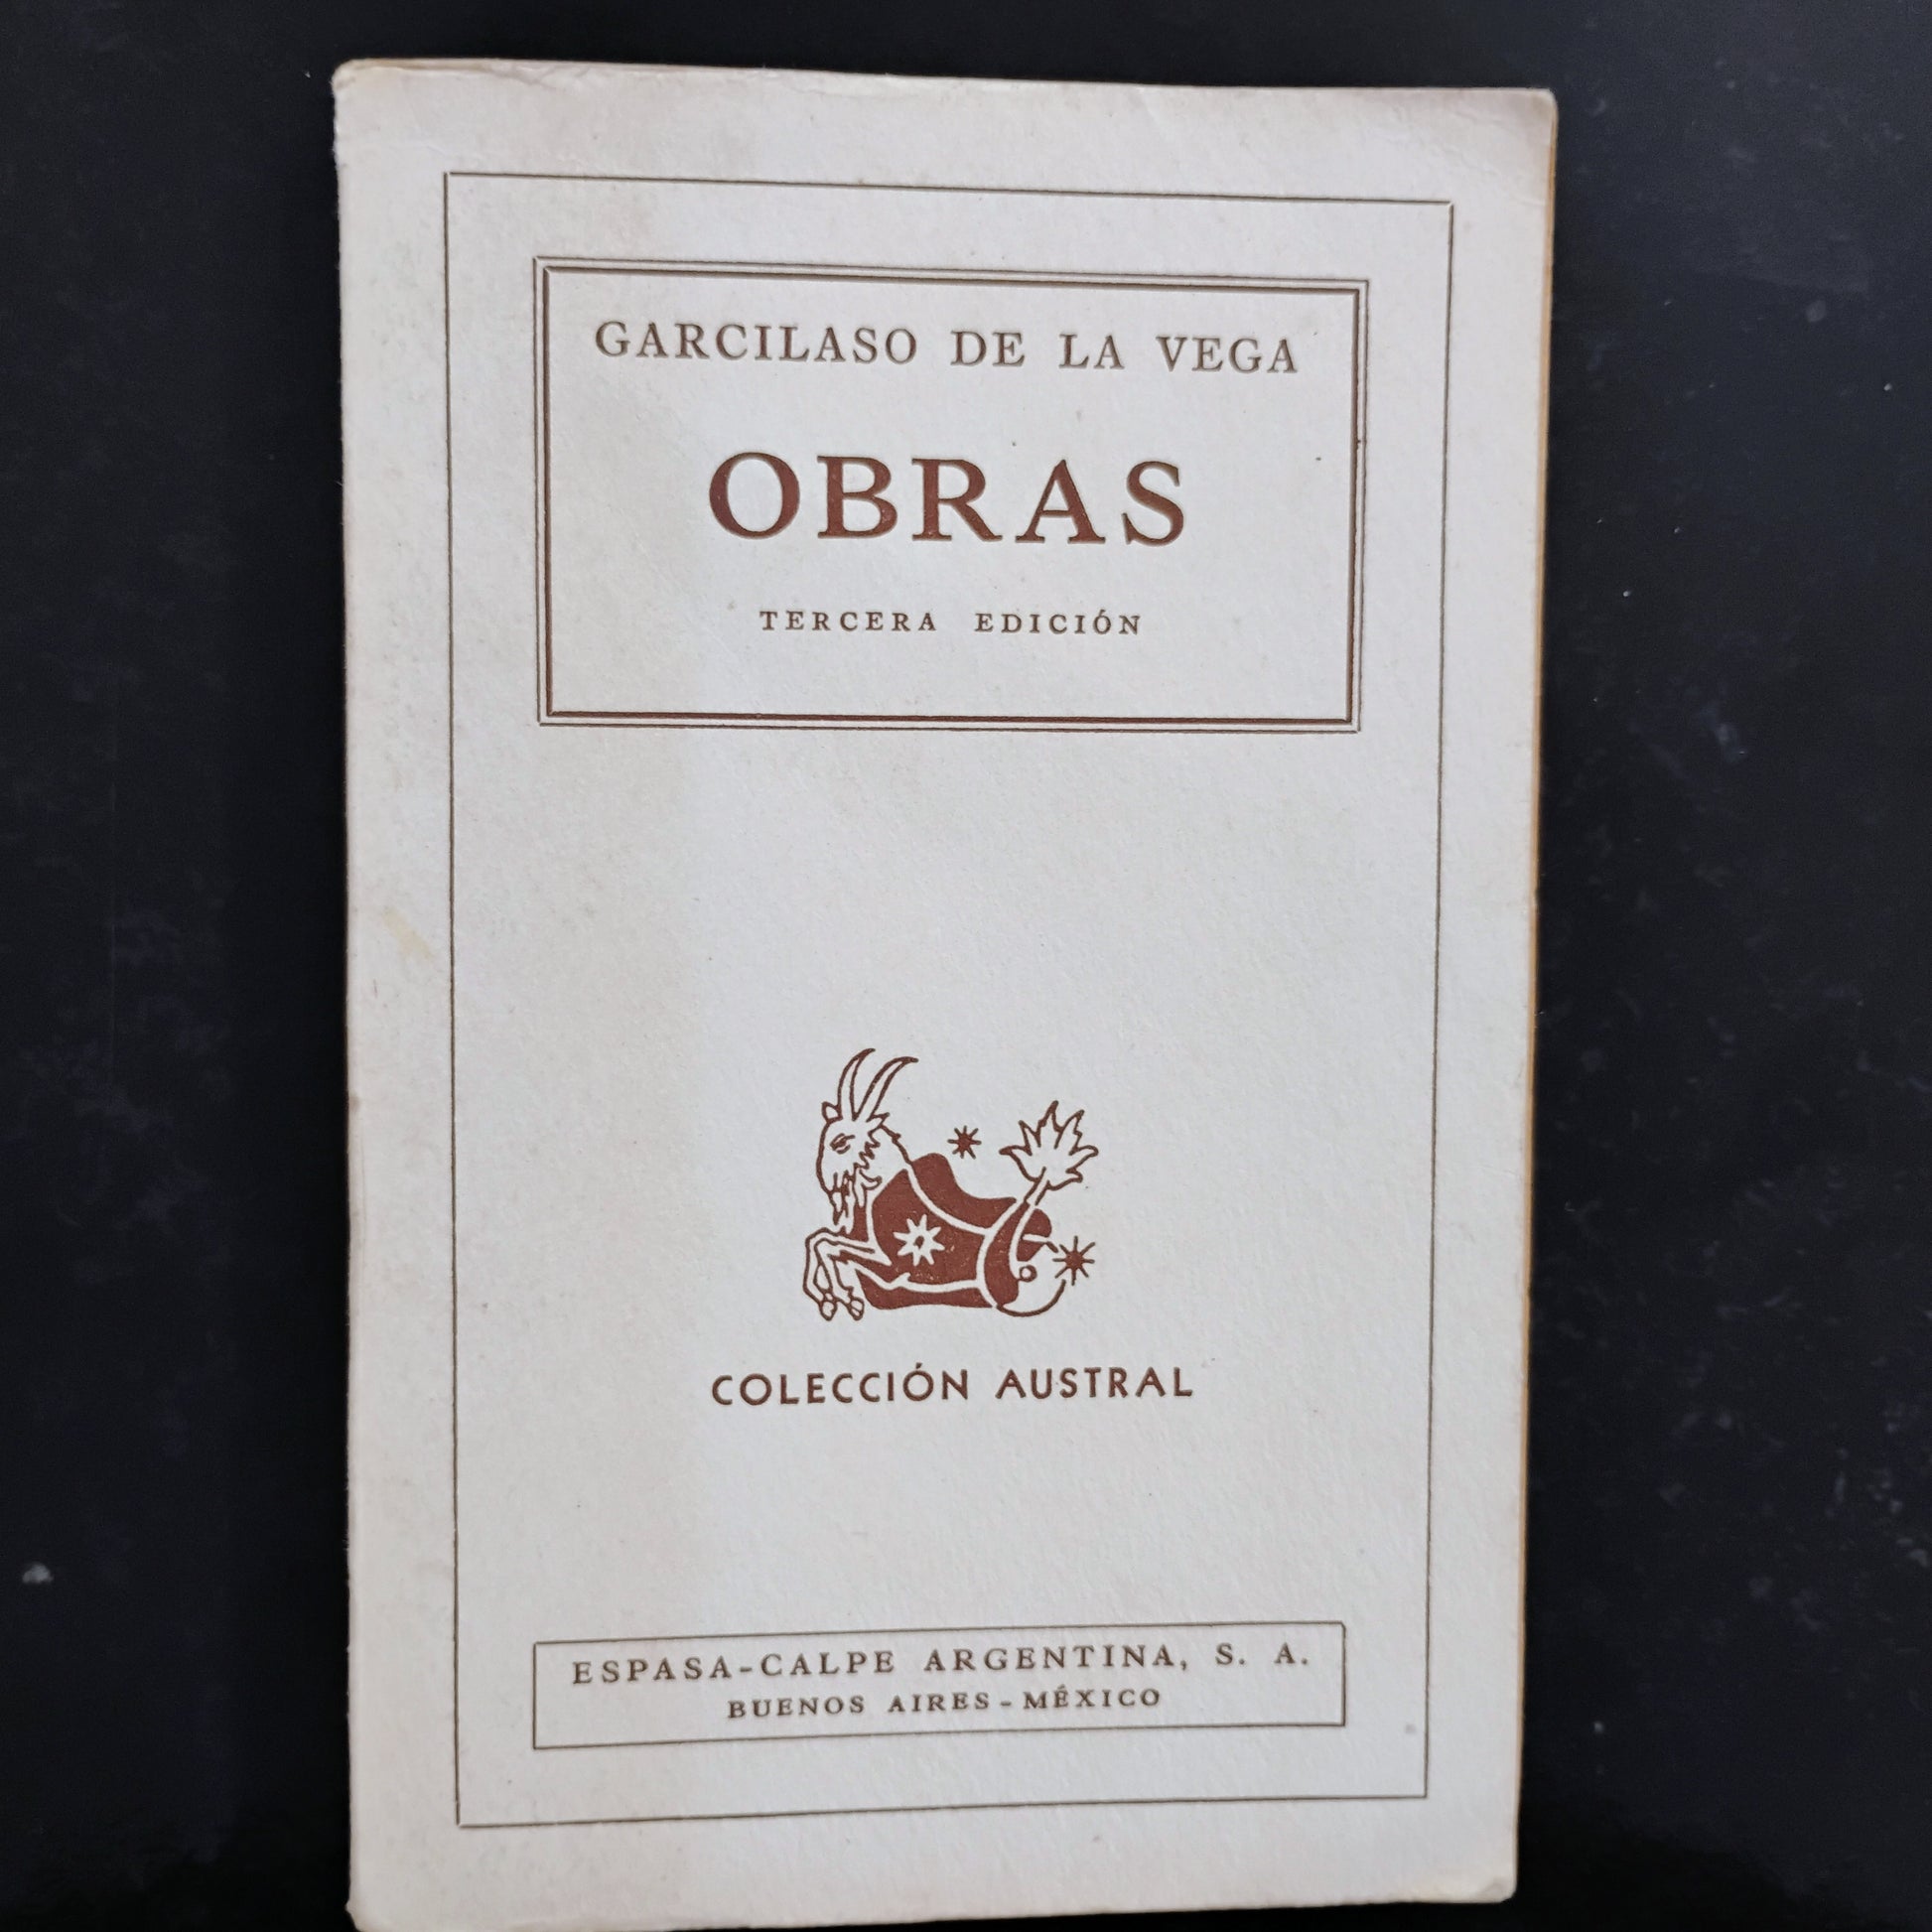 GARCILASO DE LA VEGA
OBRAS
TERCERA EDICIÓN
COLECCIÓN AUSTRAL
ESPASA-CALPE ARGENTINA, S. A.
BUENOS AIRES - MÉXICO